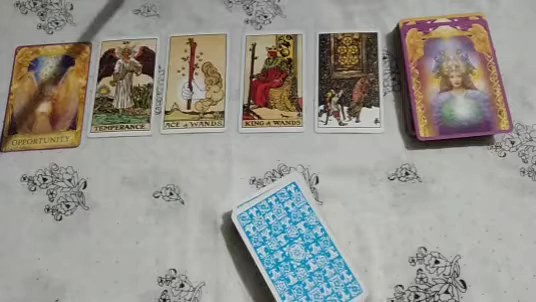 OPPORTUNITY
TEMPERANCE
ACE of WANDS.
KING of WANDS.